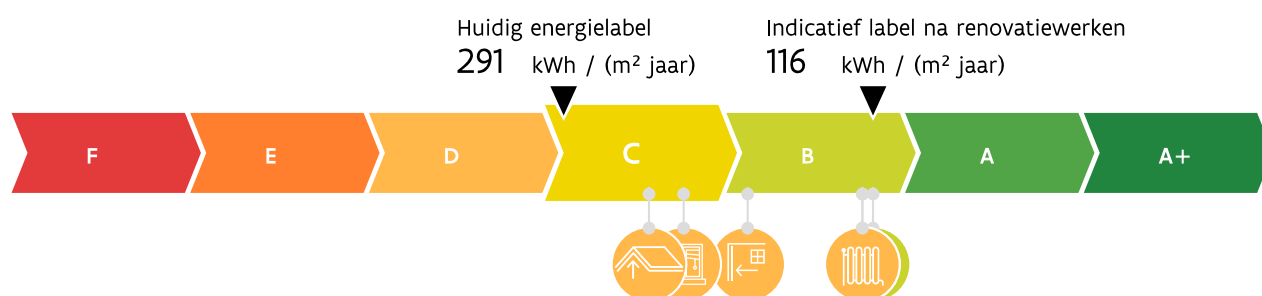 Huidig energielabel
291 kWh / (m² jaar)
Indicatief label na renovatiewerken
116 kWh / (m² jaar)
F E D C B A A+